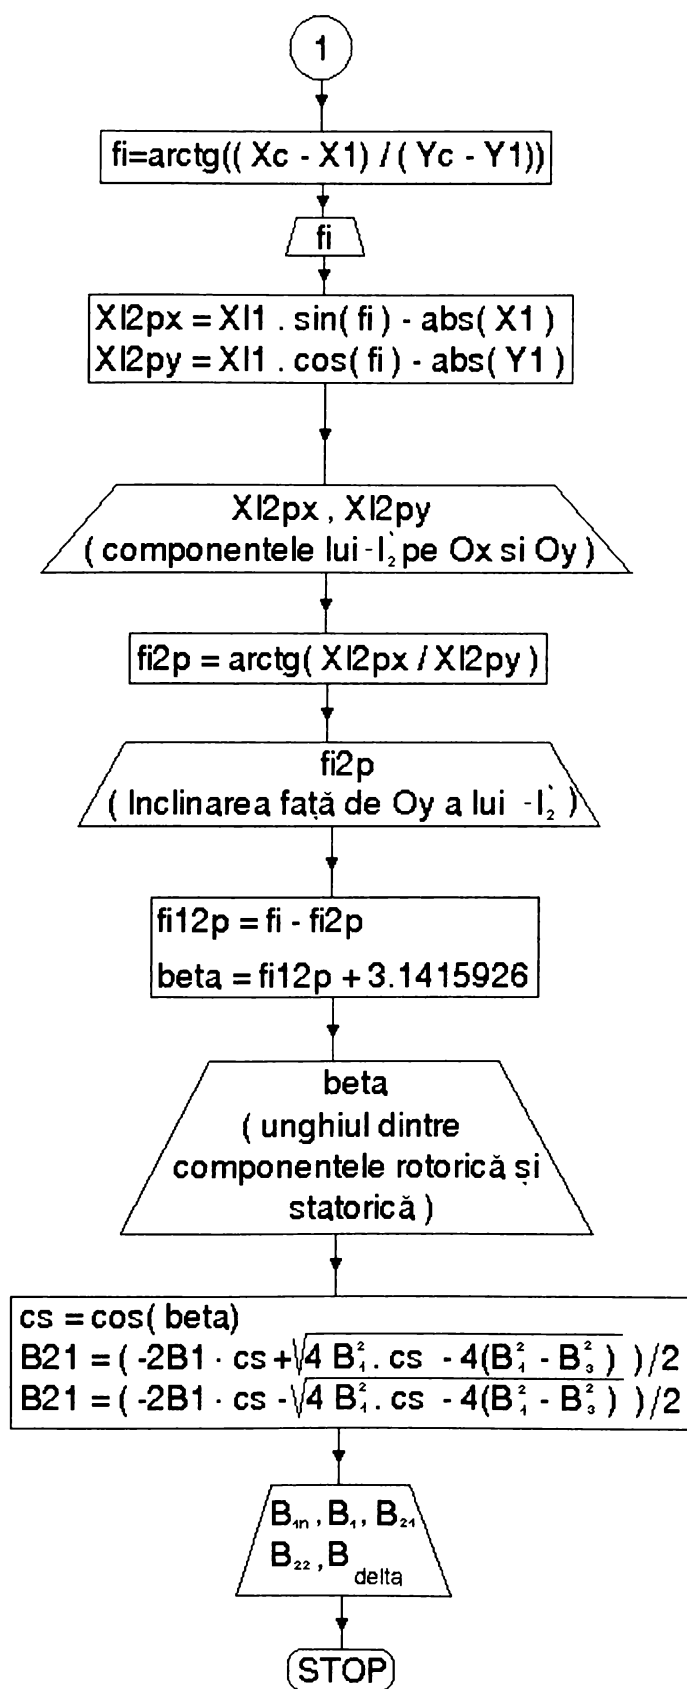 1
fi=arctg(( Xc - X1) / ( Yc - Y1))
fi
XI2px = XI1 . sin( fi ) - abs( X1 )
XI2py = XI1 . cos( fi ) - abs( Y1 )
XI2px , XI2py
( componentele lui -I₂' pe Ox si Oy )
fi2p = arctg( XI2px / XI2py )
fi2p
( Inclinarea față de Oy a lui -I₂' )
fi12p = fi - fi2p
beta = fi12p + 3.1415926
beta
( unghiul dintre
componentele rotorică și
statorică )
cs = cos( beta)
B21 = ( -2B1 · cs + √4 B₁² . cs - 4(B₁² - B₃² ) ) /2
B21 = ( -2B1 · cs - √4 B₁² . cs - 4(B₁² - B₃² ) ) /2
B₁ₙ , B₁ , B₂₁
B₂₂ , B delta
STOP